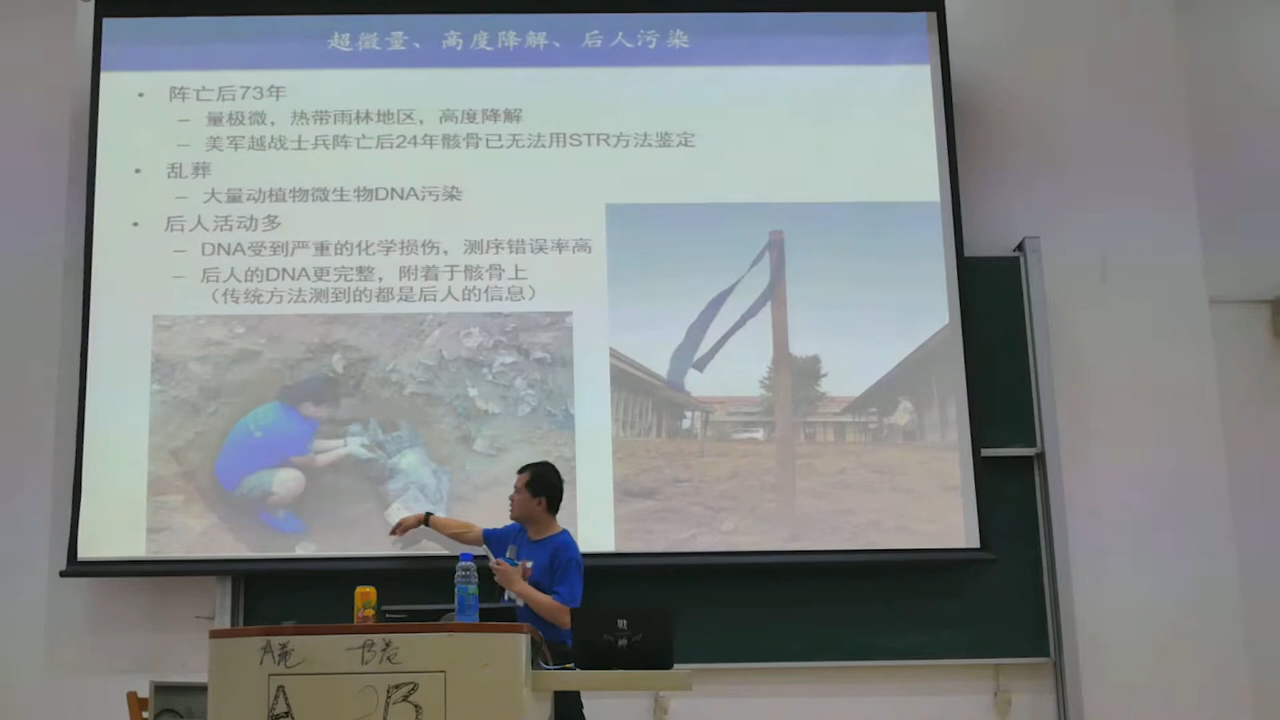 超微量、高度降解、后人污染
• 阵亡后73年
– 量极微，热带雨林地区，高度降解
– 美军越战士兵阵亡后24年骸骨已无法用STR方法鉴定
• 乱葬
– 大量动植物微生物DNA污染
• 后人活动多
– DNA受到严重的化学损伤，测序错误率高
– 后人的DNA更完整，附着于骸骨上
（传统方法测到的都是后人的信息）
A卷 B卷
A B